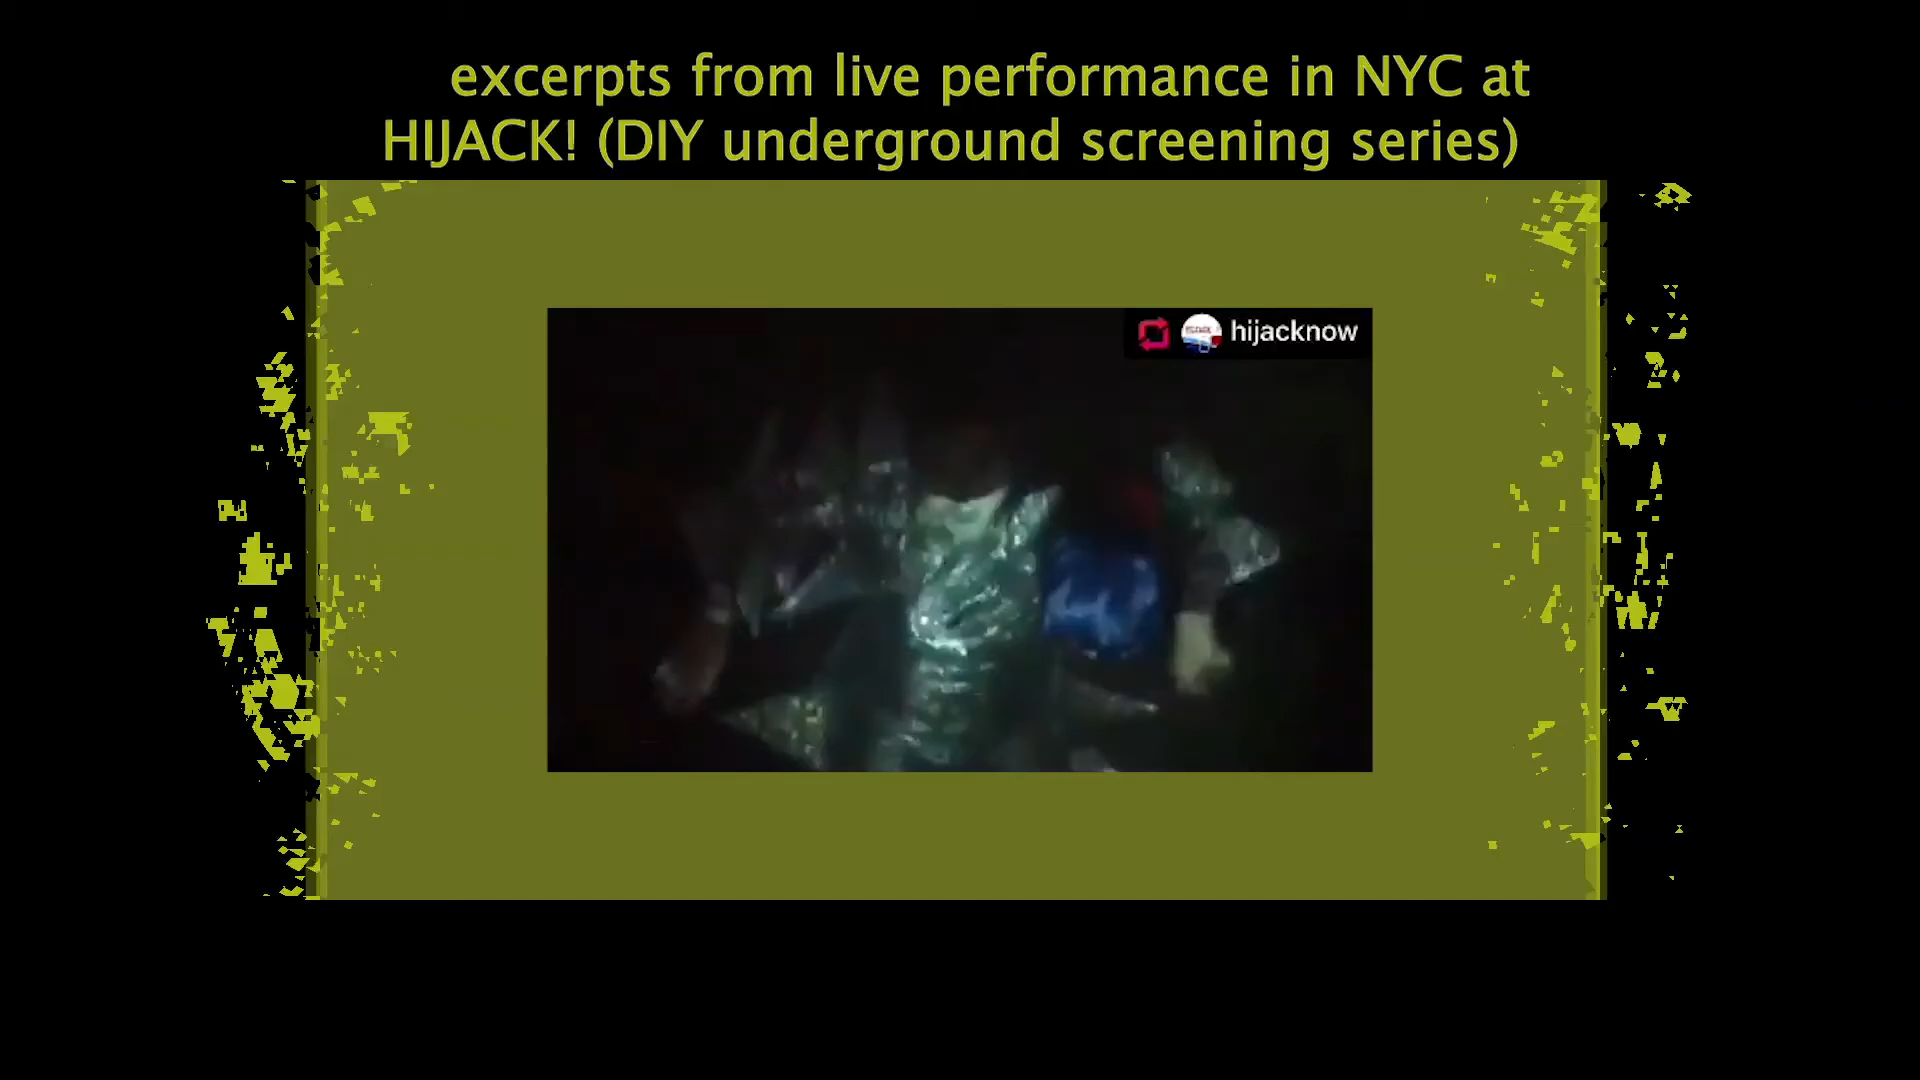 excerpts from live performance in NYC at
HIJACK! (DIY underground screening series)
hijacknow